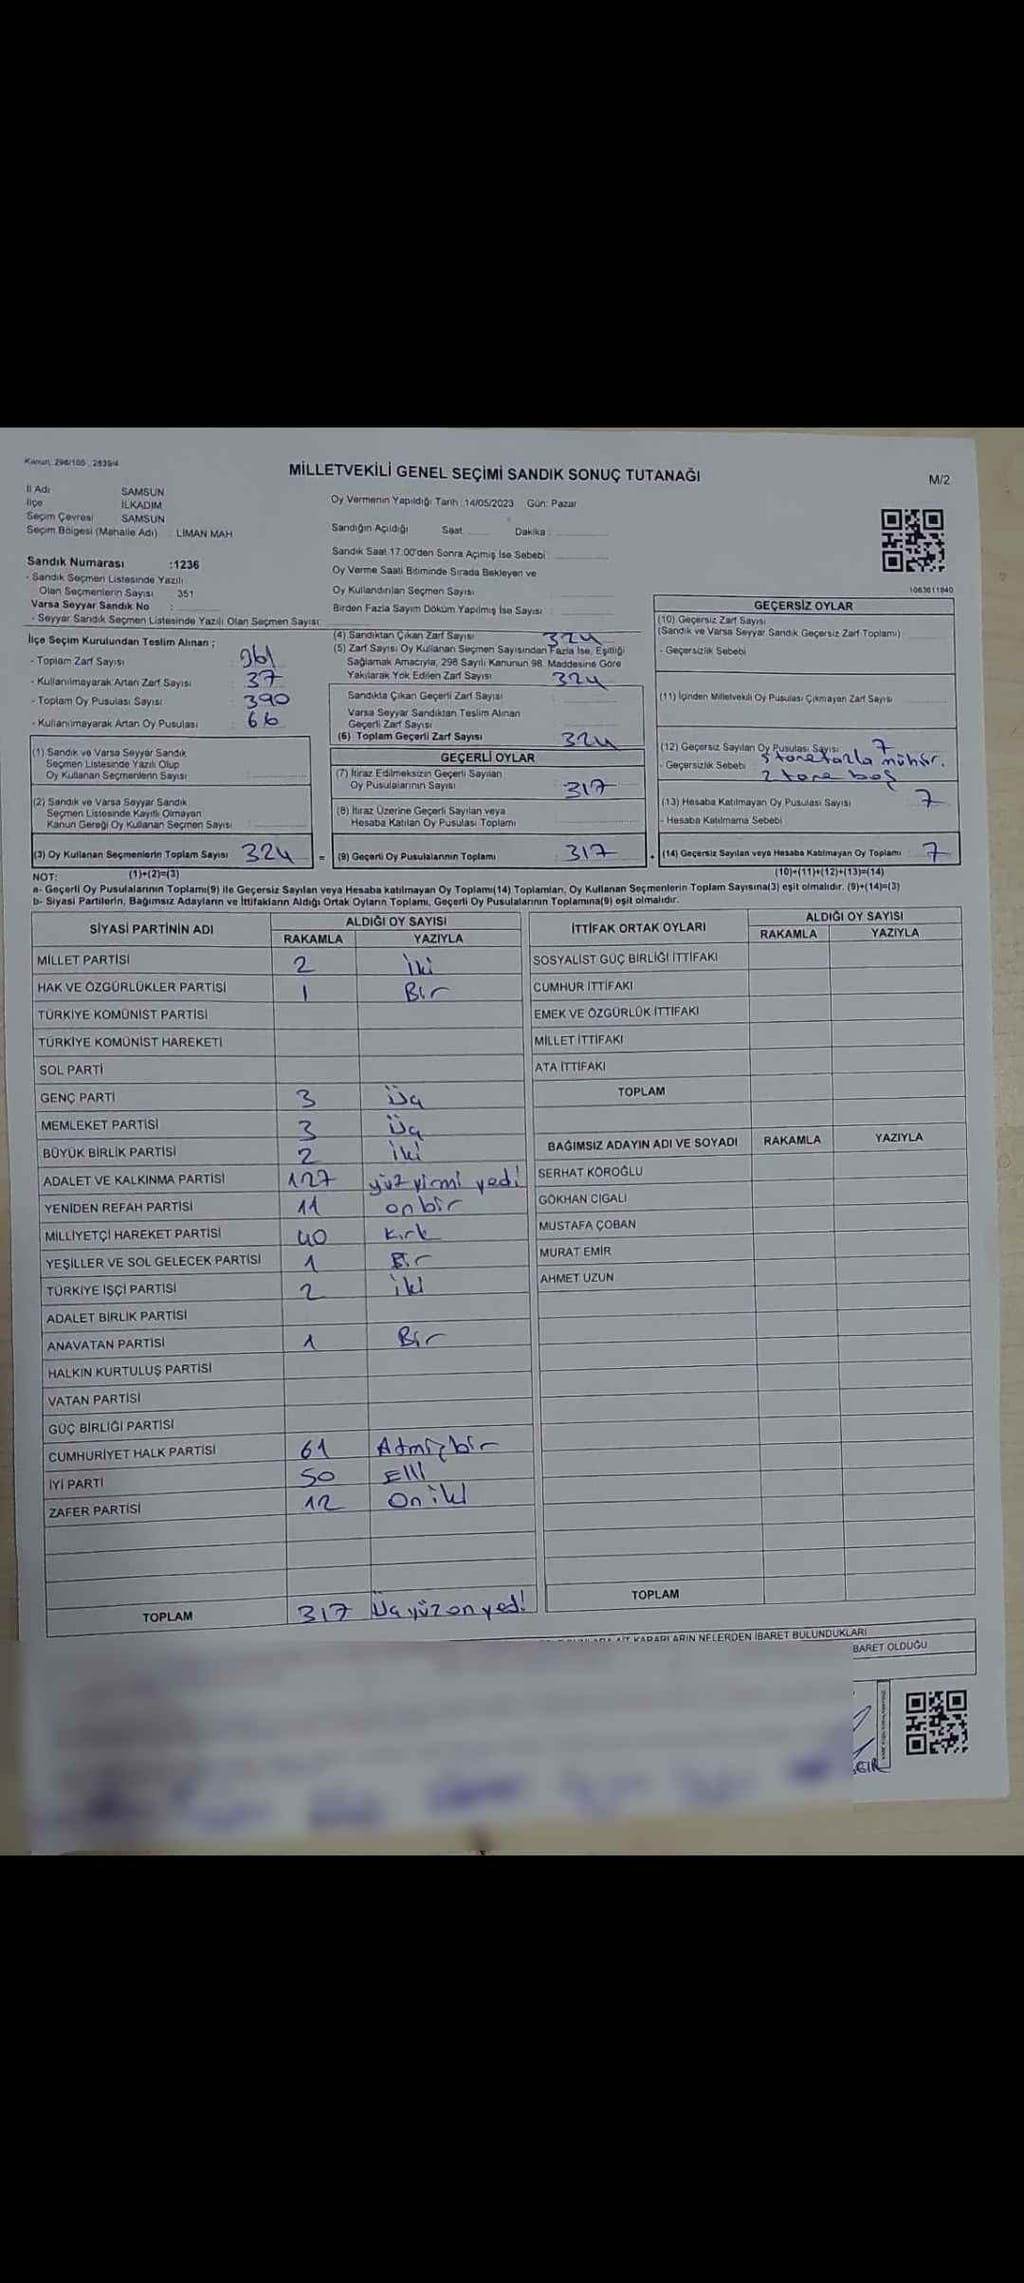 Kanun: 298/105 : 2839/4
MİLLETVEKİLİ GENEL SEÇİMİ SANDIK SONUÇ TUTANAĞI
M/2
İl Adı SAMSUN
İlçe İLKADIM
Seçim Çevresi SAMSUN
Seçim Bölgesi (Mahalle Adı) : LİMAN MAH
Oy Vermenin Yapıldığı Tarih :14/05/2023 Gün: Pazar
Sandığın Açıldığı Saat Dakika
Sandık Saat 17:00'den Sonra Açımış İse Sebebi
Oy Verme Saati Bitiminde Sırada Bekleyen ve
Oy Kullandırılan Seçmen Sayısı
Birden Fazla Sayım Döküm Yapılmış İse Sayısı
1063611840
Sandık Numarası :1236
- Sandık Seçmen Listesinde Yazılı
Olan Seçmenlerin Sayısı 351
Varsa Seyyar Sandık No :
- Seyyar Sandık Seçmen Listesinde Yazılı Olan Seçmen Sayısı:
İlçe Seçim Kurulundan Teslim Alınan ;
- Toplam Zarf Sayısı 361
- Kullanılmayarak Artan Zarf Sayısı 37
- Toplam Oy Pusulası Sayısı 390
- Kullanılmayarak Artan Oy Pusulası 66
(1) Sandık ve Varsa Seyyar Sandık
Seçmen Listesinde Yazılı Olup
Oy Kullanan Seçmenlerin Sayısı
(2) Sandık ve Varsa Seyyar Sandık
Seçmen Listesinde Kayıtlı Olmayan
Kanun Gereği Oy Kullanan Seçmen Sayısı
(3) Oy Kullanan Seçmenlerin Toplam Sayısı 324 =
(1)+(2)=(3)
(4) Sandıktan Çıkan Zarf Sayısı 324
(5) Zarf Sayısı Oy Kullanan Seçmen Sayısından Fazla İse, Eşitliği
Sağlamak Amacıyla, 298 Sayılı Kanunun 98. Maddesine Göre
Yakılarak Yok Edilen Zarf Sayısı 324
Sandıkta Çıkan Geçerli Zarf Sayısı
Varsa Seyyar Sandıktan Teslim Alınan
Geçerli Zarf Sayısı
(6) Toplam Geçerli Zarf Sayısı 324
GEÇERLİ OYLAR
(7) İtiraz Edilmeksizin Geçerli Sayılan
Oy Pusulalarının Sayısı 317
(8) İtiraz Üzerine Geçerli Sayılan veya
Hesaba Katılan Oy Pusulası Toplamı
(9) Geçerli Oy Pusulalarının Toplamı 317 +
GEÇERSİZ OYLAR
(10) Geçersiz Zarf Sayısı
(Sandık ve Varsa Seyyar Sandık Geçersiz Zarf Toplamı)
- Geçersizlik Sebebi
(11) İçinden Milletvekili Oy Pusulası Çıkmayan Zarf Sayısı
(12) Geçersiz Sayılan Oy Pusulası Sayısı 7
- Geçersizlik Sebebi 5 tane fazla mühür.
2 tane boş
(13) Hesaba Katılmayan Oy Pusulası Sayısı 7
- Hesaba Katılmama Sebebi
(14) Geçersiz Sayılan veya Hesaba Katılmayan Oy Toplamı 7
(10)+(11)+(12)+(13)=(14)
NOT:
a- Geçerli Oy Pusulalarının Toplamı(9) ile Geçersiz Sayılan veya Hesaba katılmayan Oy Toplamı(14) Toplamları, Oy Kullanan Seçmenlerin Toplam Sayısına(3) eşit olmalıdır. (9)+(14)=(3)
b- Siyasi Partilerin, Bağımsız Adayların ve İttifakların Aldığı Ortak Oyların Toplamı, Geçerli Oy Pusulalarının Toplamına(9) eşit olmalıdır.
SİYASİ PARTİNİN ADI ALDIĞI OY SAYISI
RAKAMLA YAZIYLA
MİLLET PARTİSİ 2 iki
HAK VE ÖZGÜRLÜKLER PARTİSİ 1 Bir
TÜRKİYE KOMÜNİST PARTİSİ
TÜRKİYE KOMÜNİST HAREKETİ
SOL PARTİ
GENÇ PARTİ 3 Üç
MEMLEKET PARTİSİ 3 Üç
BÜYÜK BİRLİK PARTİSİ 2 iki
ADALET VE KALKINMA PARTİSİ 127 yüz yirmi yedi
YENİDEN REFAH PARTİSİ 11 on bir
MİLLİYETÇİ HAREKET PARTİSİ 40 kırk
YEŞİLLER VE SOL GELECEK PARTİSİ 1 Bir
TÜRKİYE İŞÇİ PARTİSİ 2 iki
ADALET BİRLİK PARTİSİ
ANAVATAN PARTİSİ 1 Bir
HALKIN KURTULUŞ PARTİSİ
VATAN PARTİSİ
GÜÇ BİRLİĞİ PARTİSİ
CUMHURİYET HALK PARTİSİ 61 Atmışbir
İYİ PARTİ 50 Elli
ZAFER PARTİSİ 12 On iki
TOPLAM 317 Üçyüz on yedi
İTTİFAK ORTAK OYLARI ALDIĞI OY SAYISI
RAKAMLA YAZIYLA
SOSYALİST GÜÇ BİRLİĞİ İTTİFAKI
CUMHUR İTTİFAKI
EMEK VE ÖZGÜRLÜK İTTİFAKI
MİLLET İTTİFAKI
ATA İTTİFAKI
TOPLAM
BAĞIMSIZ ADAYIN ADI VE SOYADI RAKAMLA YAZIYLA
SERHAT KÖROĞLU
GÖKHAN CİGALİ
MUSTAFA ÇOBAN
MURAT EMİR
AHMET UZUN
TOPLAM
KARARLARIN NELERDEN İBARET BULUNDUKLARI
BARET OLDUĞU